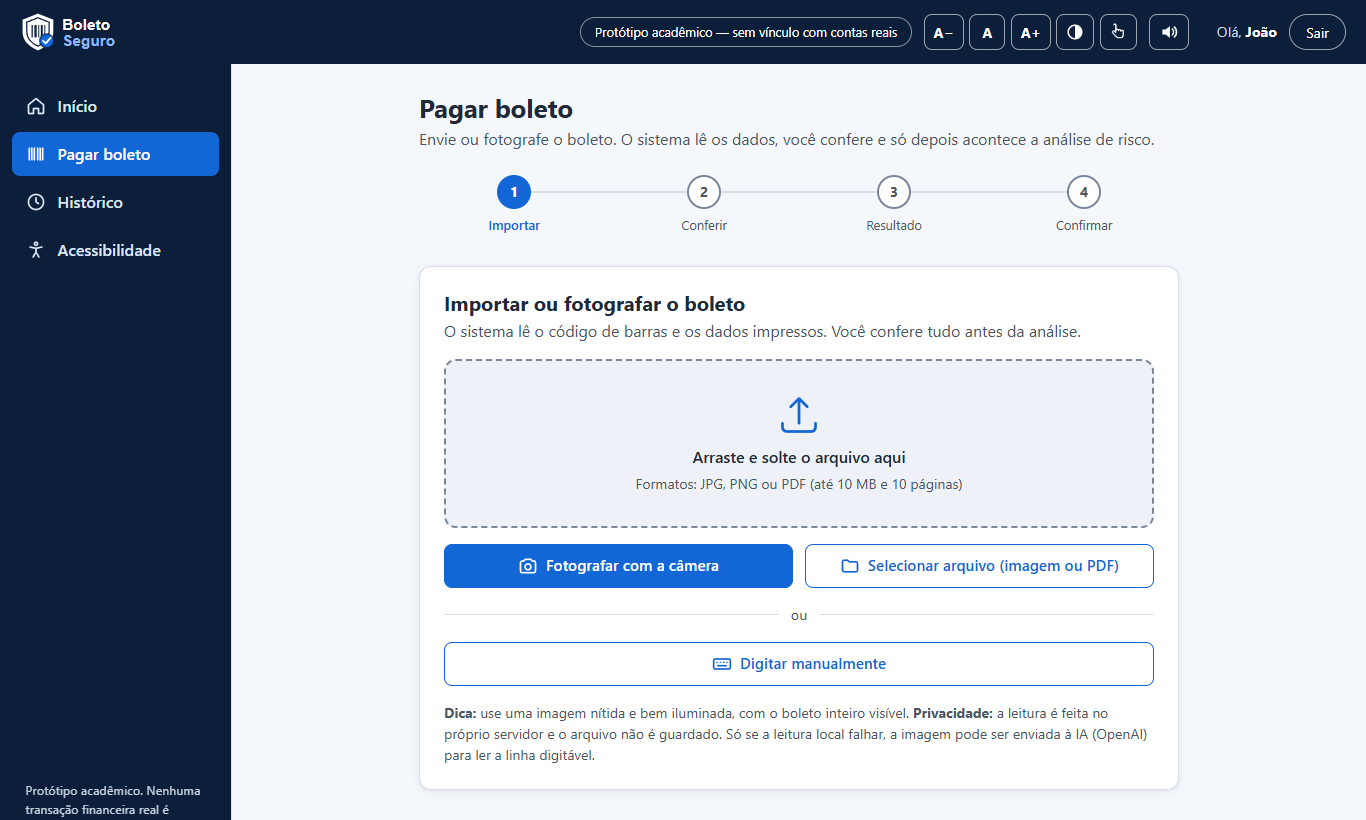 Boleto
Seguro
Protótipo acadêmico — sem vínculo com contas reais
A−
A
A+
Olá, João
Sair
Início
Pagar boleto
Histórico
Acessibilidade
Protótipo acadêmico. Nenhuma
transação financeira real é
Pagar boleto
Envie ou fotografe o boleto. O sistema lê os dados, você confere e só depois acontece a análise de risco.
1
2
3
4
Importar
Conferir
Resultado
Confirmar
Importar ou fotografar o boleto
O sistema lê o código de barras e os dados impressos. Você confere tudo antes da análise.
Arraste e solte o arquivo aqui
Formatos: JPG, PNG ou PDF (até 10 MB e 10 páginas)
Fotografar com a câmera
Selecionar arquivo (imagem ou PDF)
ou
Digitar manualmente
Dica: use uma imagem nítida e bem iluminada, com o boleto inteiro visível. Privacidade: a leitura é feita no
próprio servidor e o arquivo não é guardado. Só se a leitura local falhar, a imagem pode ser enviada à IA (OpenAI)
para ler a linha digitável.